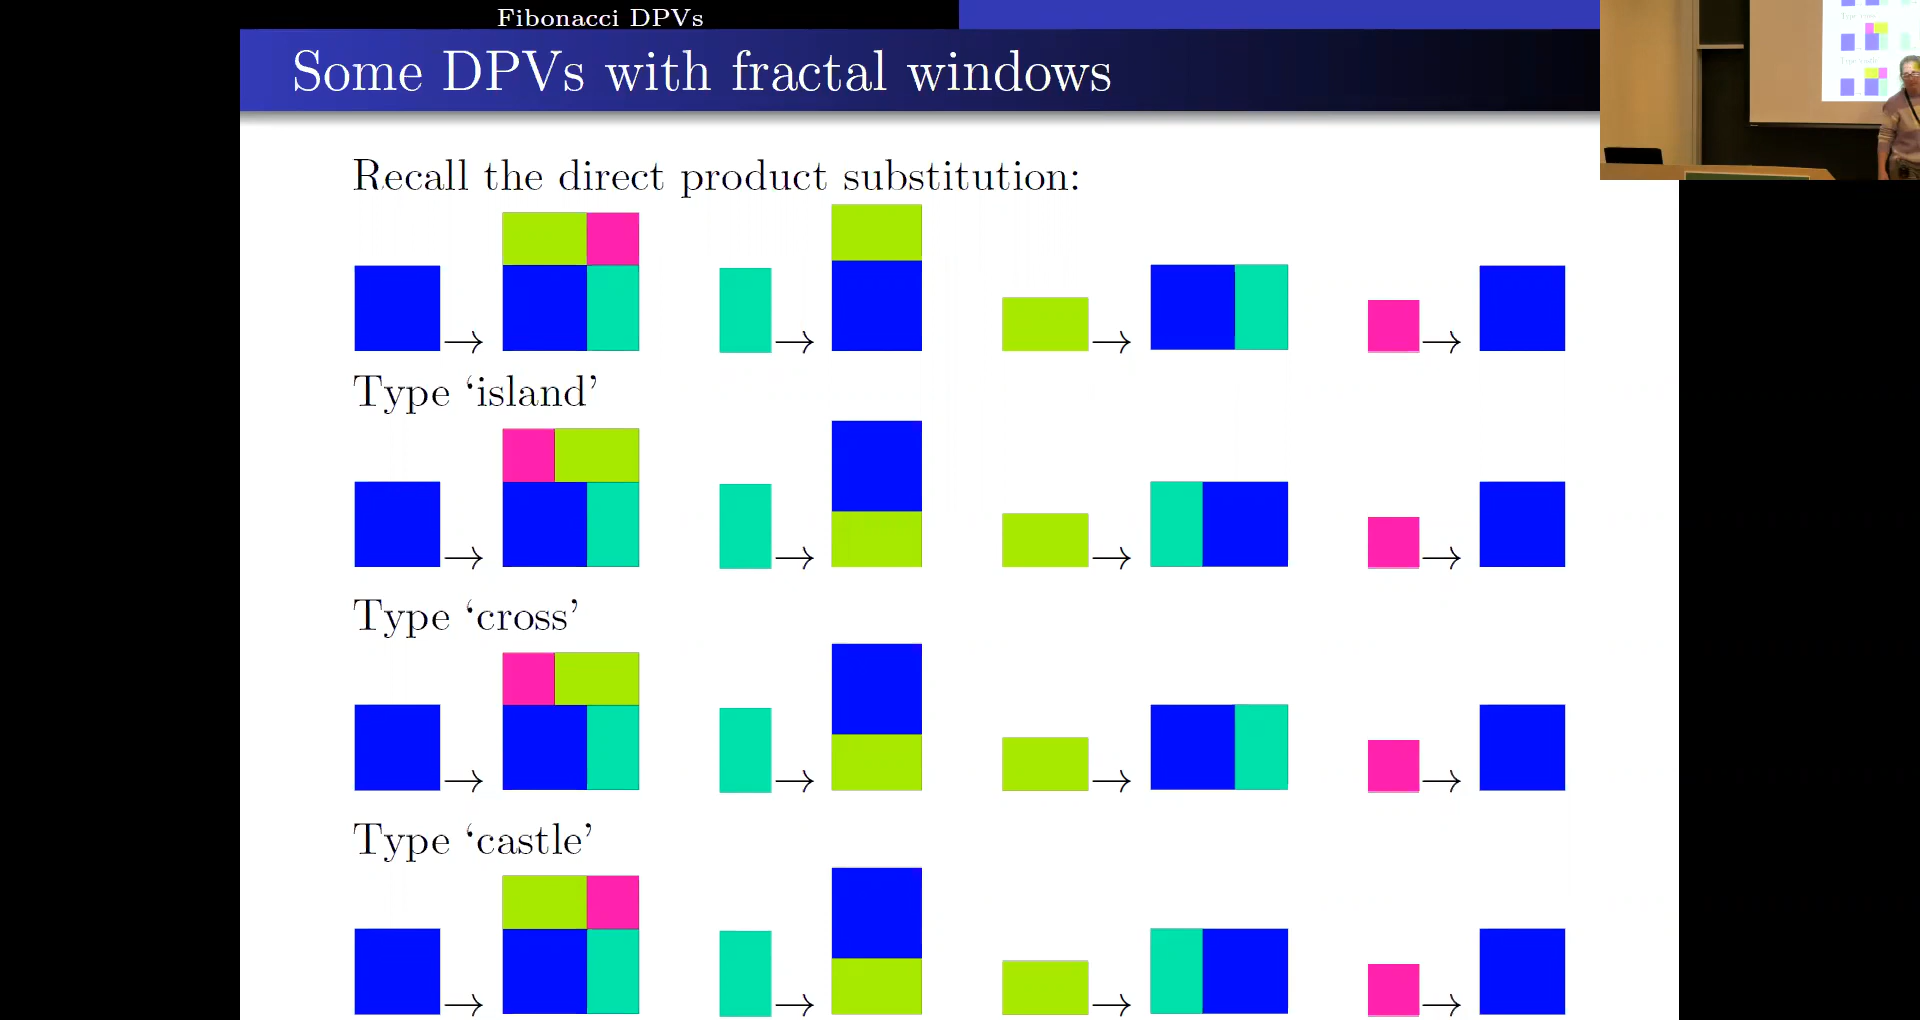 Fibonacci DPVs
Some DPVs with fractal windows
Recall the direct product substitution:
→ → → →
Type ‘island’
→ → → →
Type ‘cross’
→ → → →
Type ‘castle’
→ → → →